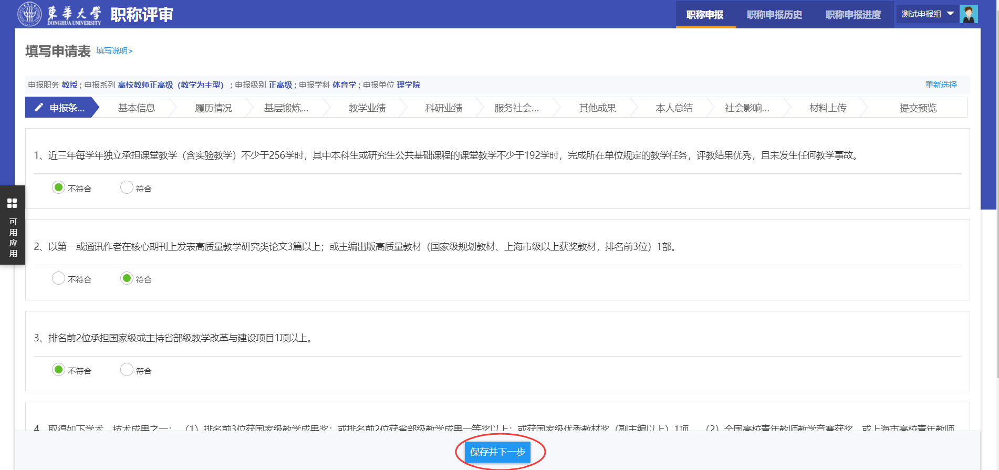 東華大學 职称评审 职称申报 职称申报历史 职称申报进度 测试申报组
DONGHUA UNIVERSITY
填写申请表 填写说明>
申报职务 教授 ; 申报系列 高校教师正高级（教学为主型） ; 申报级别 正高级 ; 申报学科 体育学 ; 申报单位 理学院 重新选择
申报条... 基本信息 履历情况 基层锻炼... 教学业绩 科研业绩 服务社会... 其他成果 本人总结 社会影响... 材料上传 提交预览
1、近三年每学年独立承担课堂教学（含实验教学）不少于256学时，其中本科生或研究生公共基础课程的课堂教学不少于192学时，完成所在单位规定的教学任务，评教结果优秀，且未发生任何教学事故。
不符合 符合
可用应用
2、以第一或通讯作者在核心期刊上发表高质量教学研究类论文3篇以上；或主编出版高质量教材（国家级规划教材、上海市级以上获奖教材，排名前3位）1部。
不符合 符合
3、排名前2位承担国家级或主持省部级教学改革与建设项目1项以上。
不符合 符合
4、取得如下学术、技术成果之一：（1）排名前3位获国家级教学成果奖；或排名前2位获省部级教学成果一等奖以上；或获国家级优秀教材奖（副主编以上）1项。（2）全国高校青年教师教学竞赛获奖，或上海市高校青年教师
保存并下一步